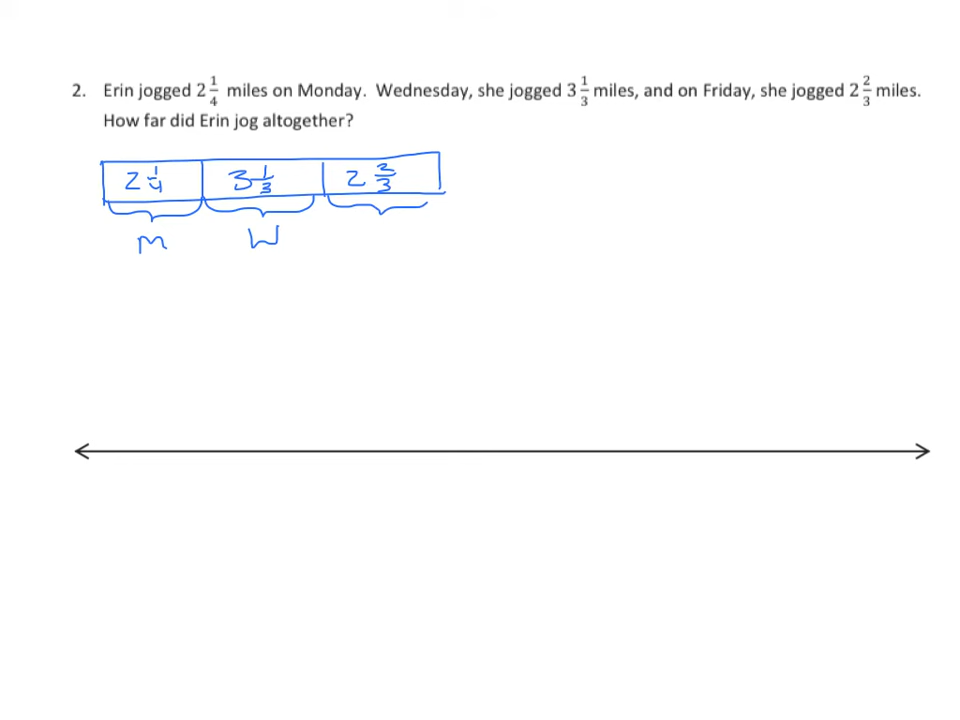 2. Erin jogged 2 1/4 miles on Monday. Wednesday, she jogged 3 1/3 miles, and on Friday, she jogged 2 2/3 miles.
How far did Erin jog altogether?
2 1/4 3 1/3 2 2/3
M W